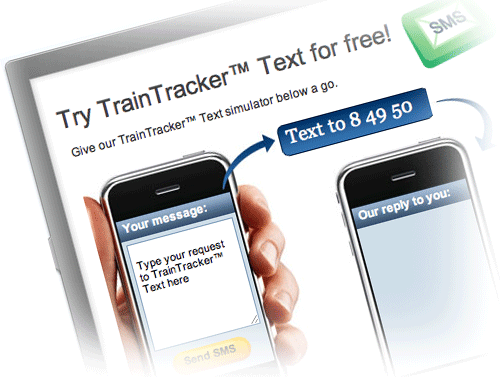 SMS
Try TrainTracker™ Text for free!
Give our TrainTracker™ Text simulator below a go.
Text to 8 49 50
Your message:
Type your request
to TrainTracker™
Text here
Send SMS
Our reply to you: